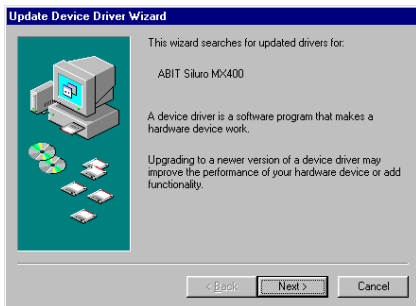 Update Device Driver Wizard
This wizard searches for updated drivers for:
ABIT Siluro MX400
A device driver is a software program that makes a
hardware device work.
Upgrading to a newer version of a device driver may
improve the performance of your hardware device or add
functionality.
< Back
Next >
Cancel